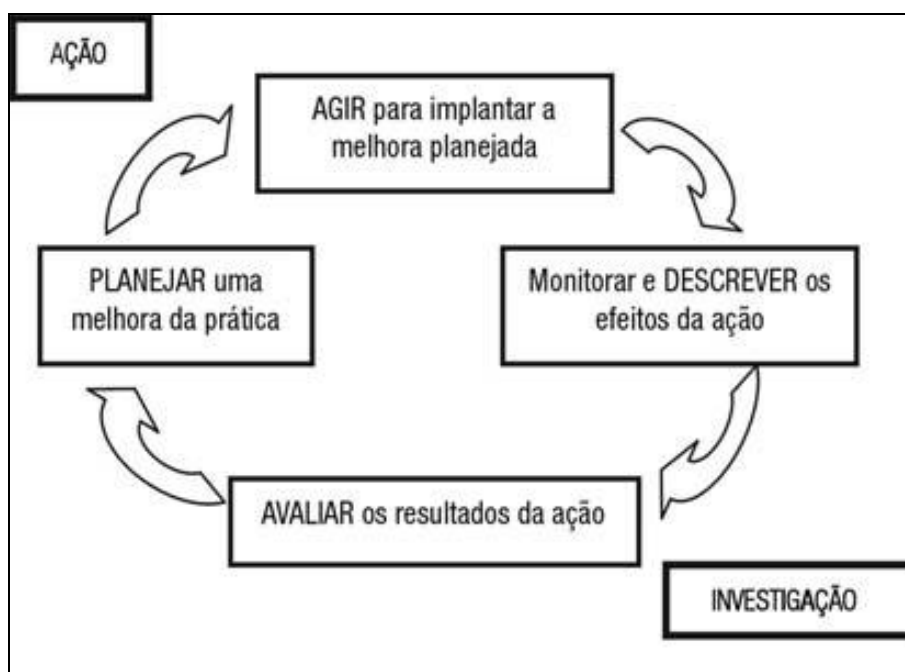 AÇÃO
AGIR para implantar a
melhora planejada
PLANEJAR uma
melhora da prática
Monitorar e DESCREVER os
efeitos da ação
AVALIAR os resultados da ação
INVESTIGAÇÃO